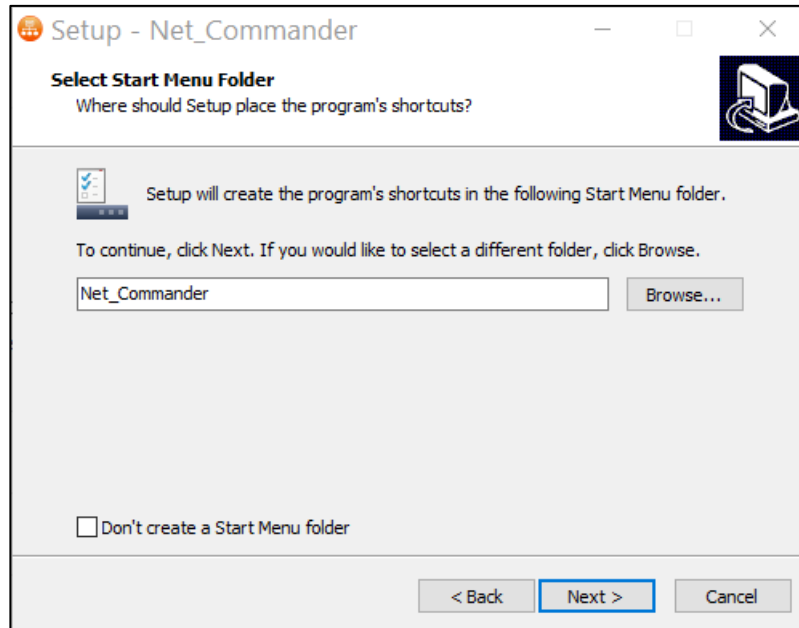 Setup - Net_Commander
Select Start Menu Folder
Where should Setup place the program's shortcuts?
Setup will create the program's shortcuts in the following Start Menu folder.
To continue, click Next. If you would like to select a different folder, click Browse.
Net_Commander
Browse...
Don't create a Start Menu folder
< Back
Next >
Cancel